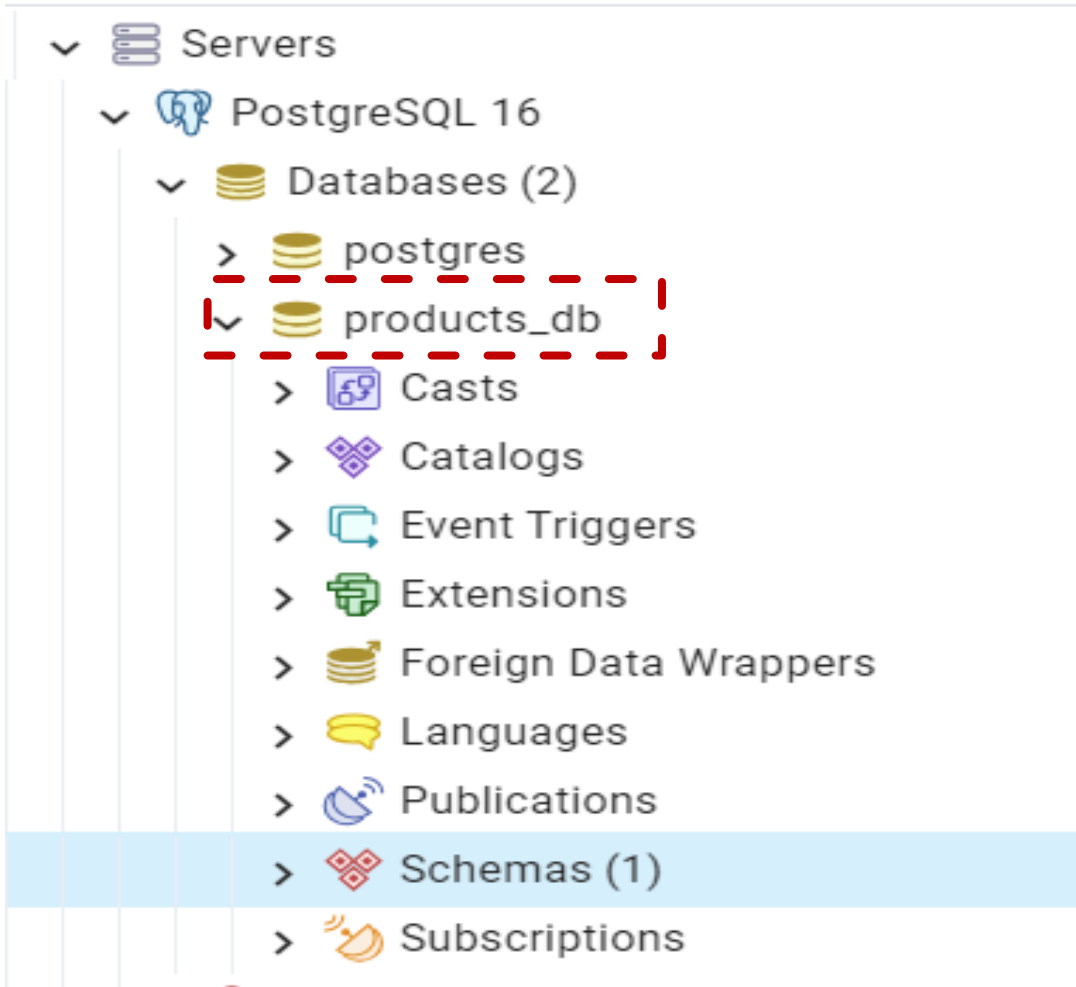 Servers
PostgreSQL 16
Databases (2)
postgres
products_db
Casts
Catalogs
Event Triggers
Extensions
Foreign Data Wrappers
Languages
Publications
Schemas (1)
Subscriptions